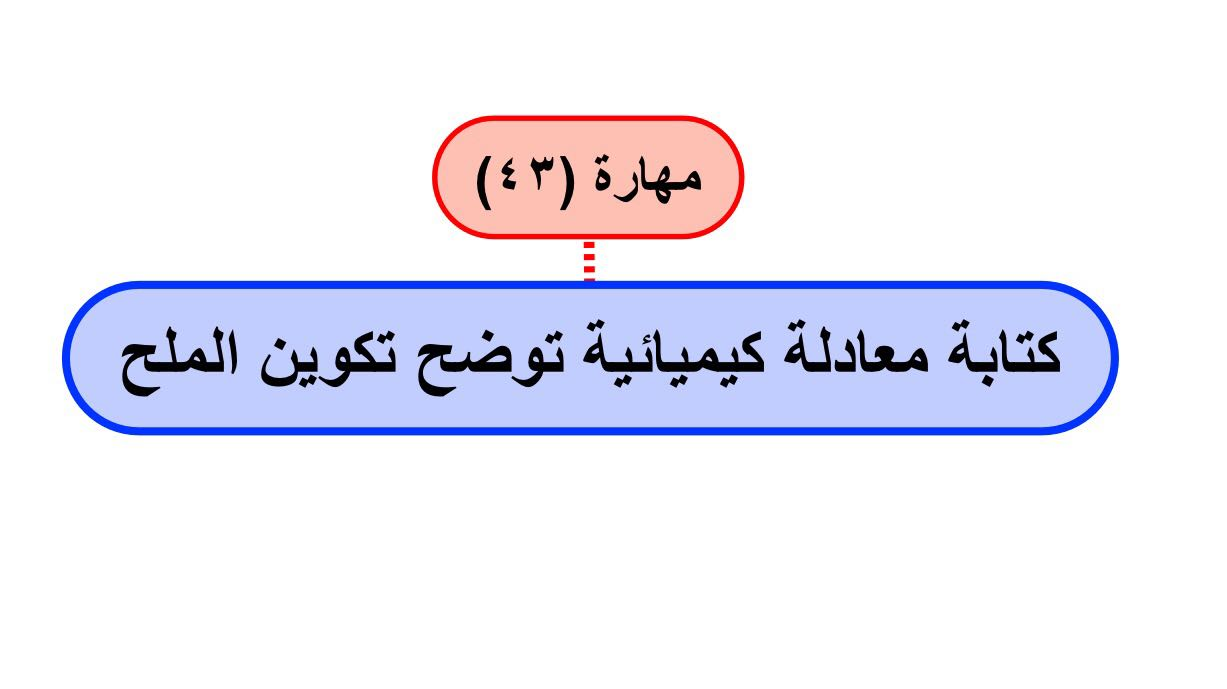 مهارة (٤٣)
كتابة معادلة كيميائية توضح تكوين الملح